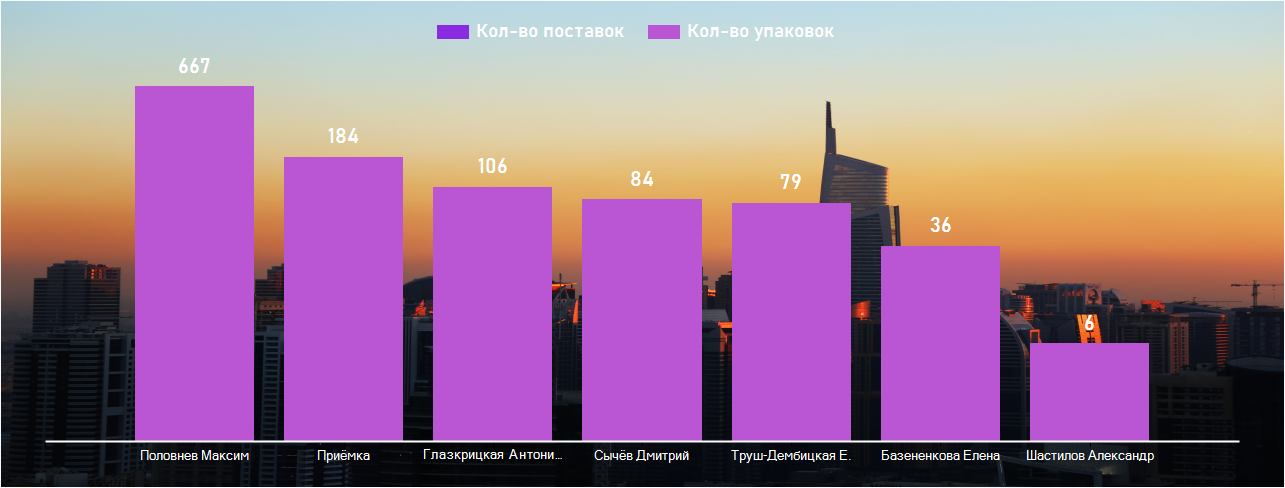 Кол-во поставок Кол-во упаковок
667
184
106
84
79
36
6
Половнев Максим
Приёмка
Глазкрицкая Антони...
Сычёв Дмитрий
Труш-Дембицкая Е.
Базененкова Елена
Шастилов Александр